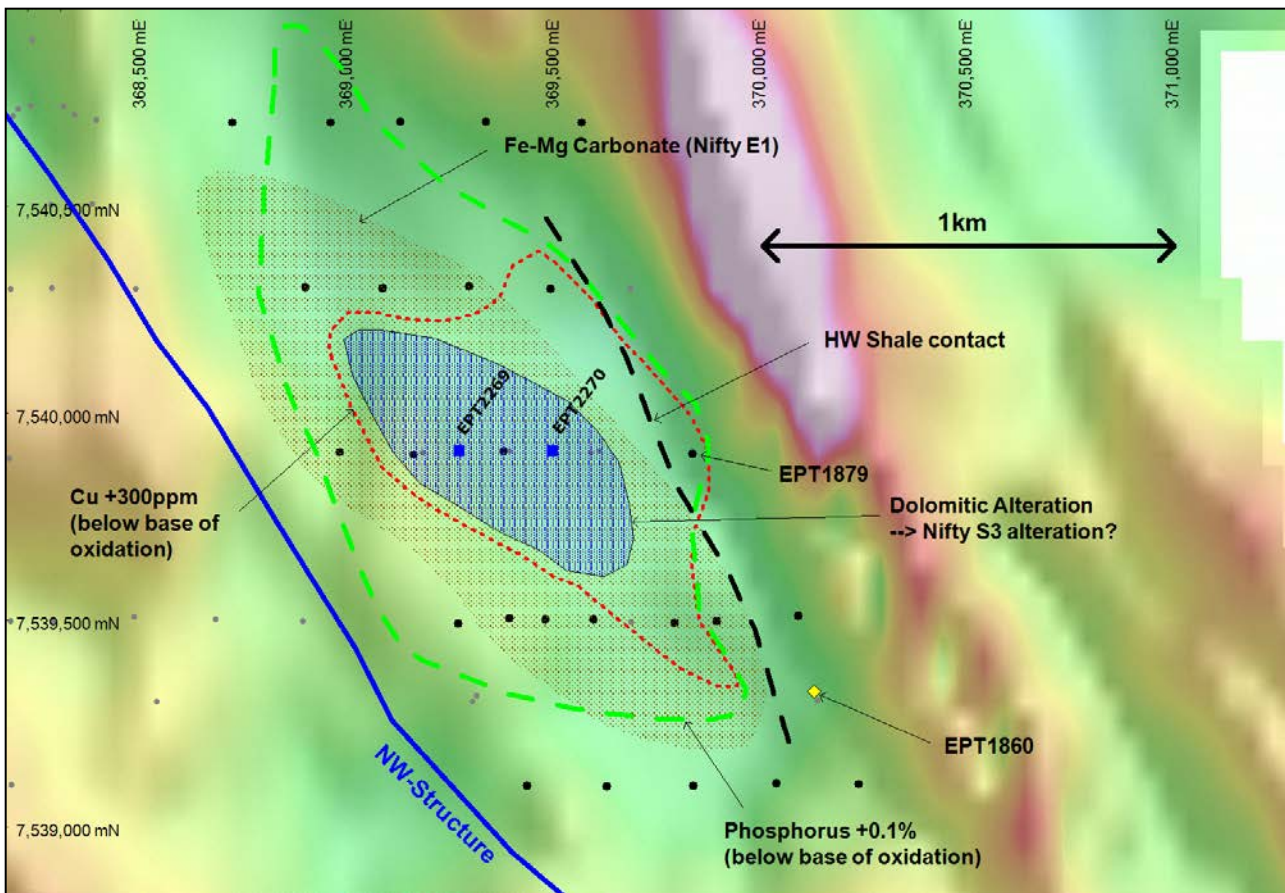 368,500 mE
369,000 mE
369,500 mE
370,000 mE
370,500 mE
371,000 mE
Fe-Mg Carbonate (Nifty E1)
7,540,500 mN
1km
HW Shale contact
EPT2269
EPT2270
7,540,000 mN
EPT1879
Cu +300ppm
(below base of
oxidation)
Dolomitic Alteration
--> Nifty S3 alteration?
7,539,500 mN
EPT1860
NW-Structure
7,539,000 mN
Phosphorus +0.1%
(below base of oxidation)